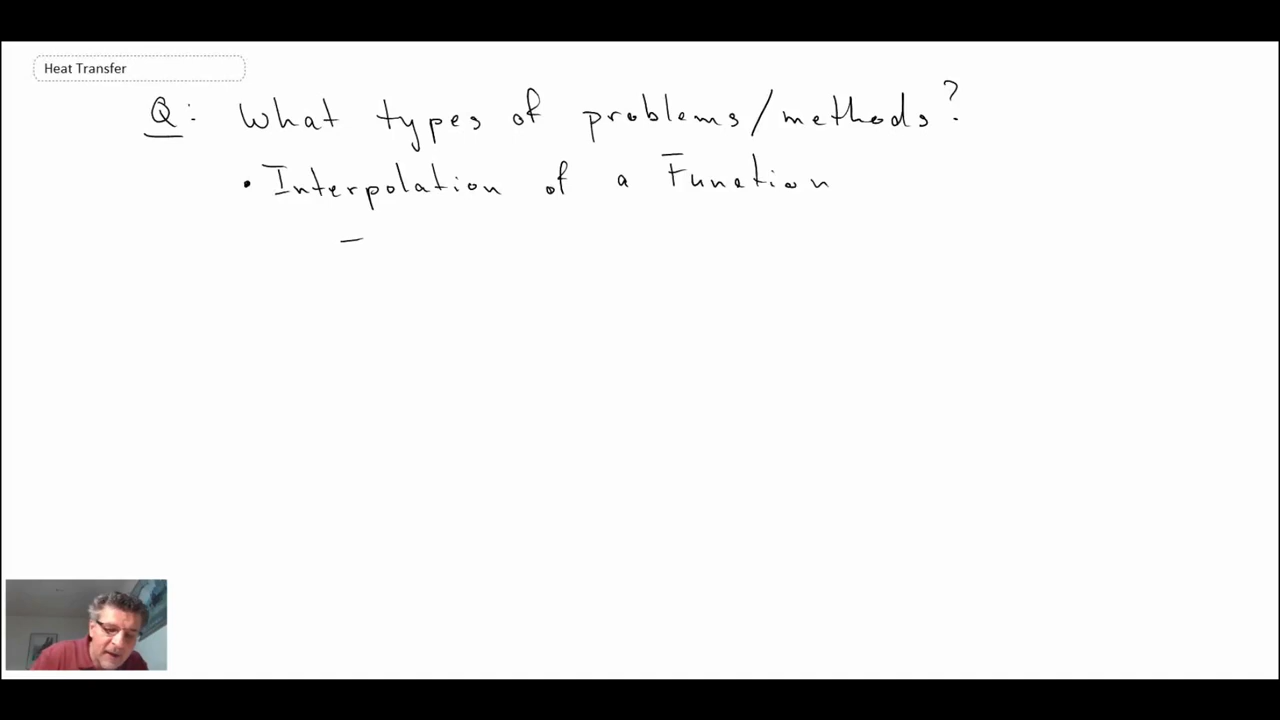 Heat Transfer
Q: What types of problems/methods?
• Interpolation of a Function
–